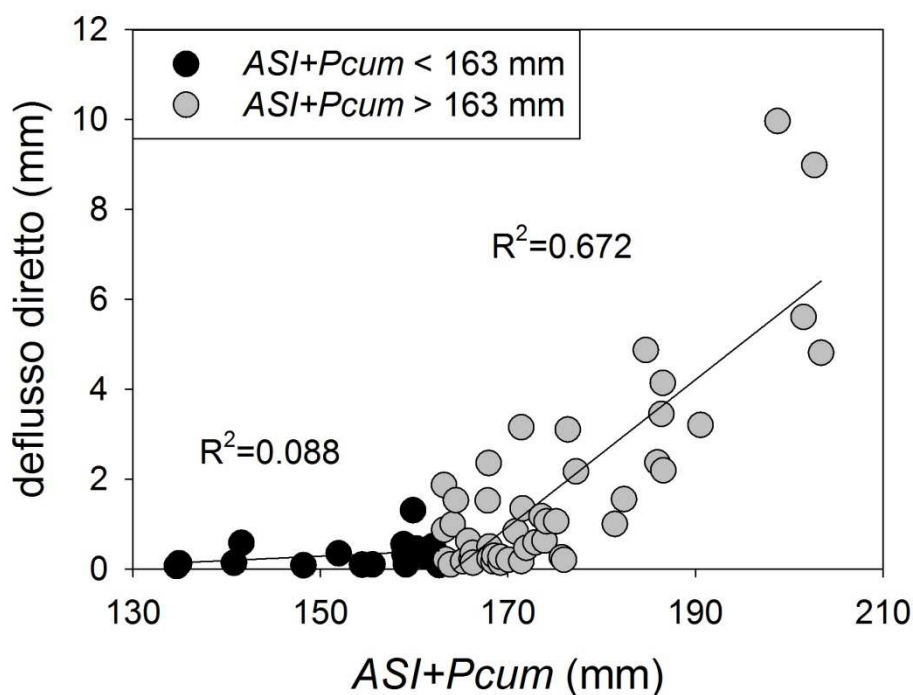 12
ASI+Pcum < 163 mm
ASI+Pcum > 163 mm
10
8
R²=0.672
6
4
R²=0.088
2
0
130 150 170 190 210
deflusso diretto (mm)
ASI+Pcum (mm)